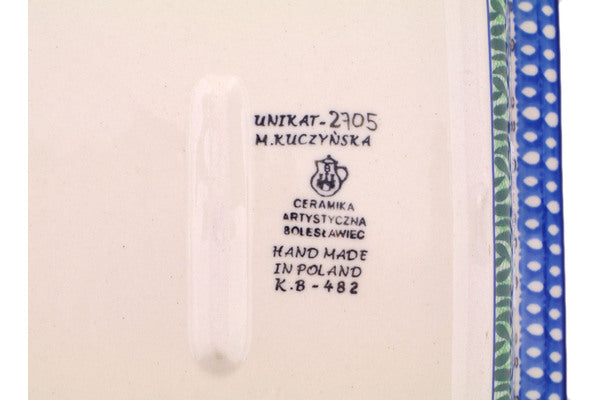 UNIKAT-2705
M.KUCZYŃSKA
CERAMIKA
ARTYSTYCZNA
BOLESŁAWIEC
HAND MADE
IN POLAND
K.B-482